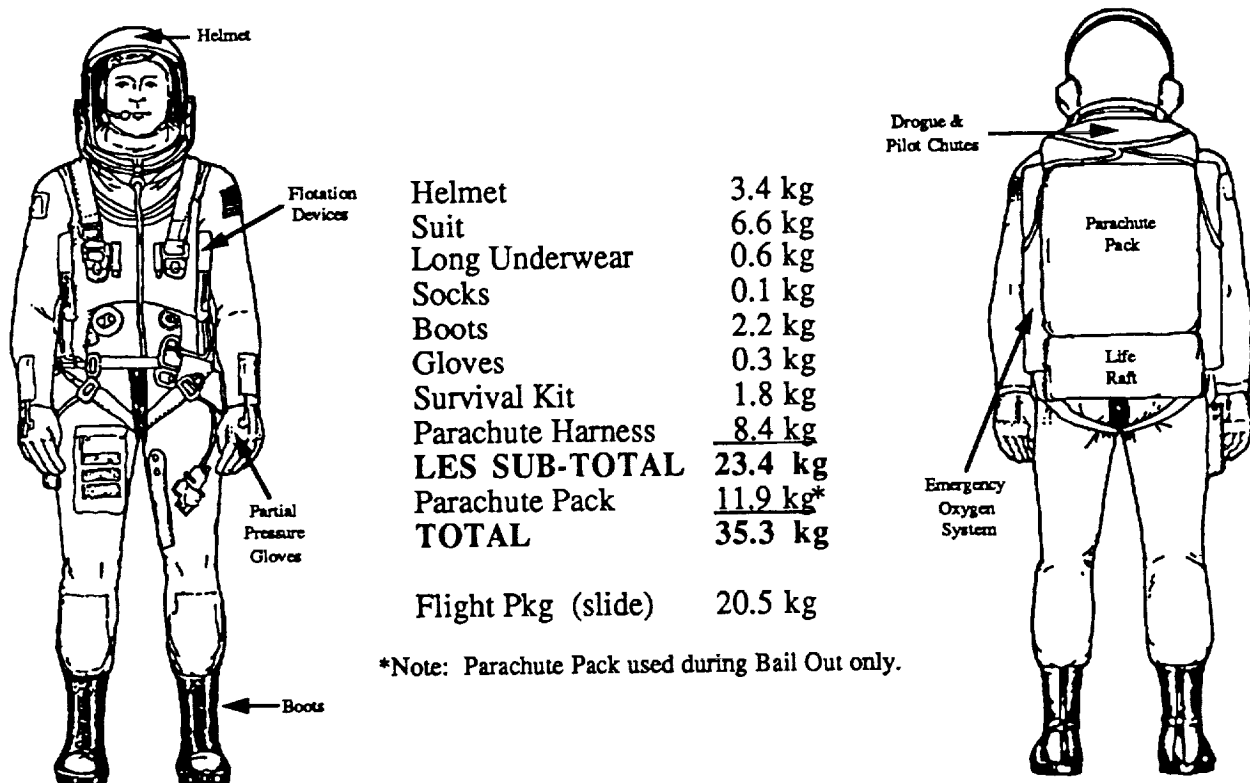 Helmet
Flotation
Devices
Partial
Pressure
Gloves
Boots
Helmet 3.4 kg
Suit 6.6 kg
Long Underwear 0.6 kg
Socks 0.1 kg
Boots 2.2 kg
Gloves 0.3 kg
Survival Kit 1.8 kg
Parachute Harness 8.4 kg
LES SUB-TOTAL 23.4 kg
Parachute Pack 11.9 kg*
TOTAL 35.3 kg
Flight Pkg (slide) 20.5 kg
*Note: Parachute Pack used during Bail Out only.
Drogue &
Pilot Chutes
Parachute
Pack
Life
Raft
Emergency
Oxygen
System